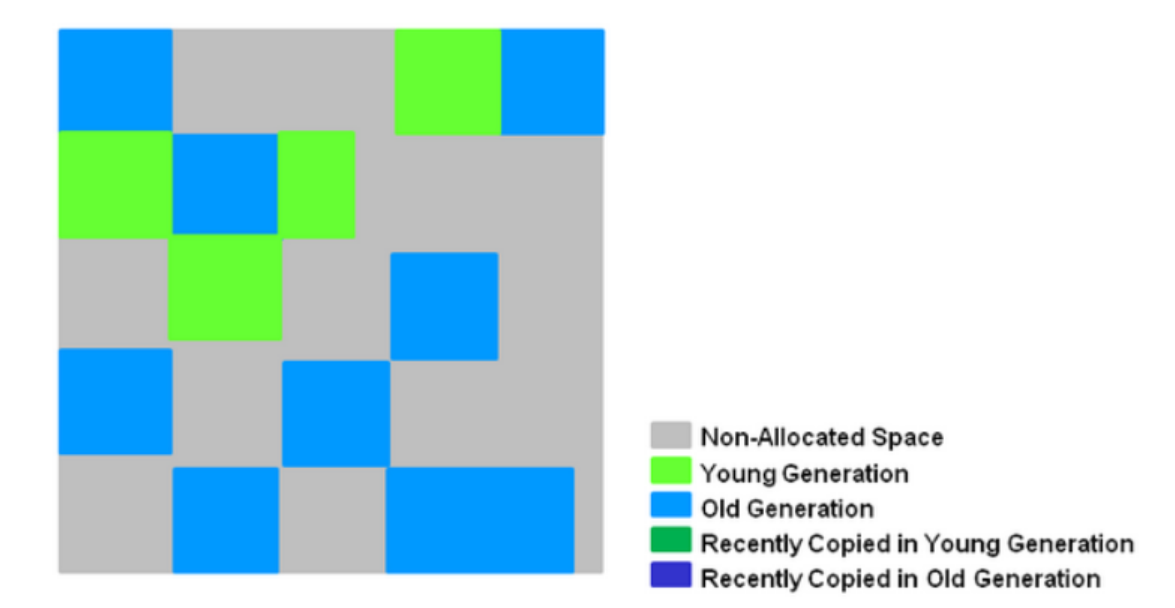 Non-Allocated Space
Young Generation
Old Generation
Recently Copied in Young Generation
Recently Copied in Old Generation